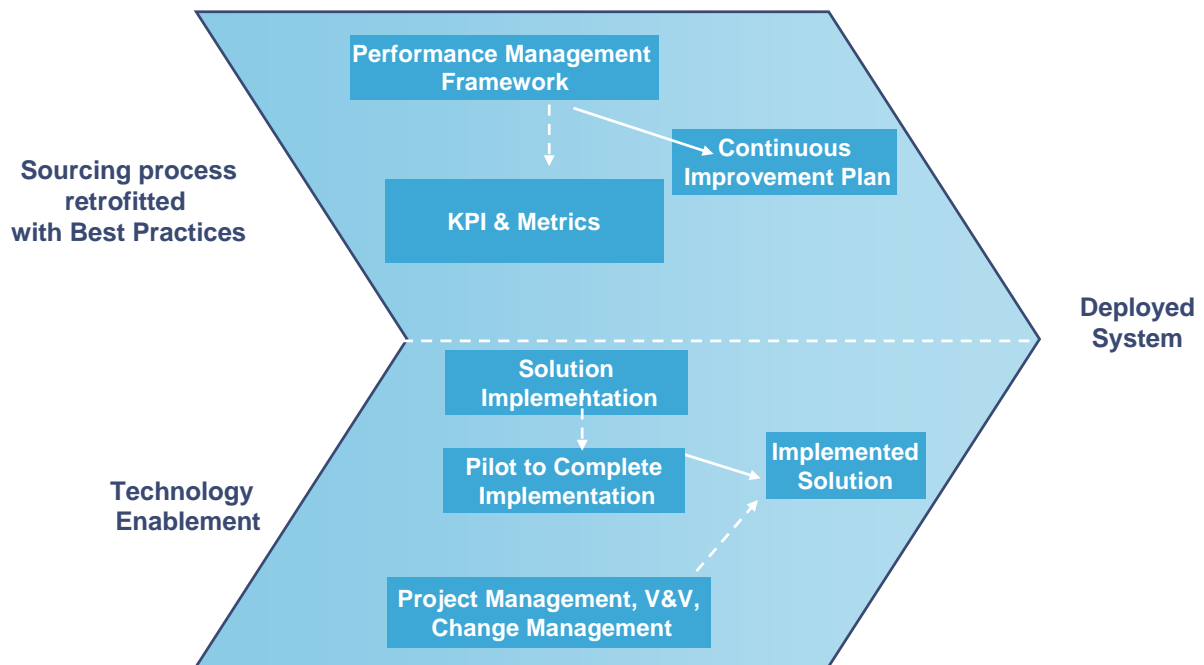 Performance Management
Framework
Continuous
Improvement Plan
Sourcing process
retrofitted
with Best Practices
KPI & Metrics
Deployed
System
Solution
Implementation
Pilot to Complete
Implementation
Implemented
Solution
Technology
Enablement
Project Management, V&V,
Change Management